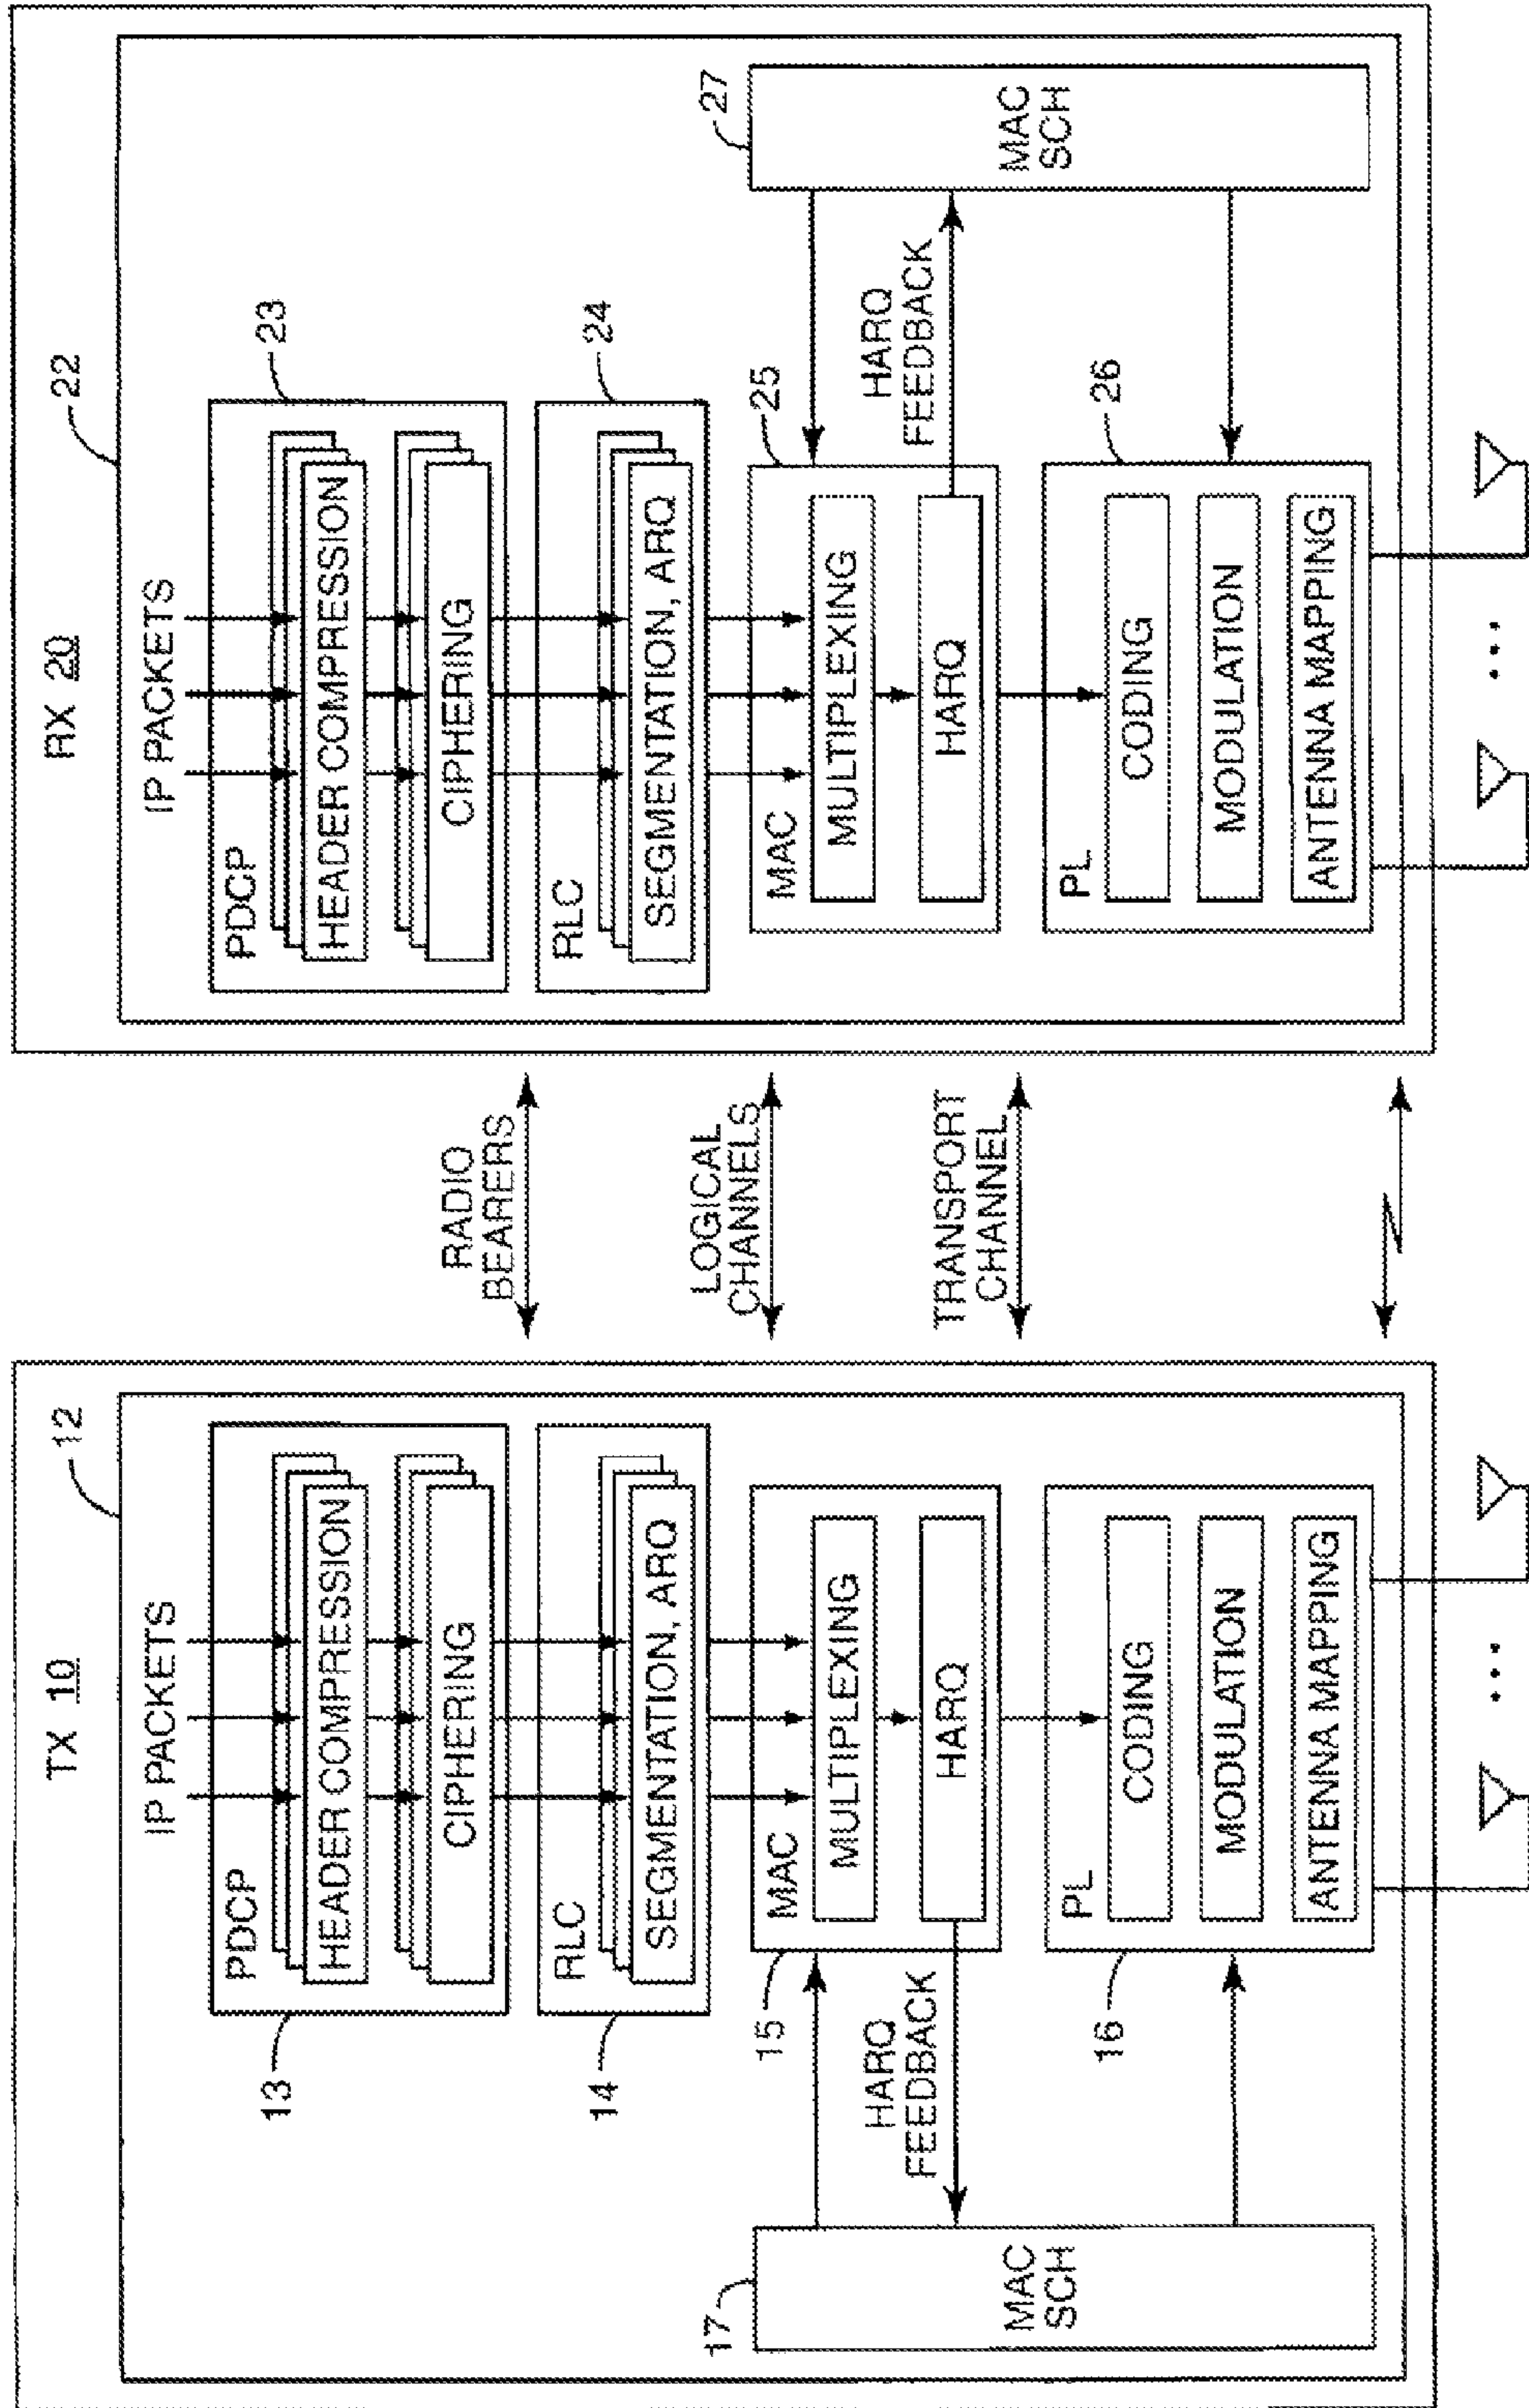 TX 10
12
IP PACKETS
PDCP
HEADER COMPRESSION
CIPHERING
13
RLC
SEGMENTATION, ARQ
14
MAC
MULTIPLEXING
HARQ
15
HARQ
FEEDBACK
PL
CODING
MODULATION
ANTENNA MAPPING
16
17
MAC
SCH
...
RADIO
BEARERS
LOGICAL
CHANNELS
TRANSPORT
CHANNEL
RX 20
22
IP PACKETS
PDCP
HEADER COMPRESSION
CIPHERING
23
RLC
SEGMENTATION, ARQ
24
MAC
MULTIPLEXING
HARQ
25
HARQ
FEEDBACK
PL
CODING
MODULATION
ANTENNA MAPPING
26
27
MAC
SCH
...